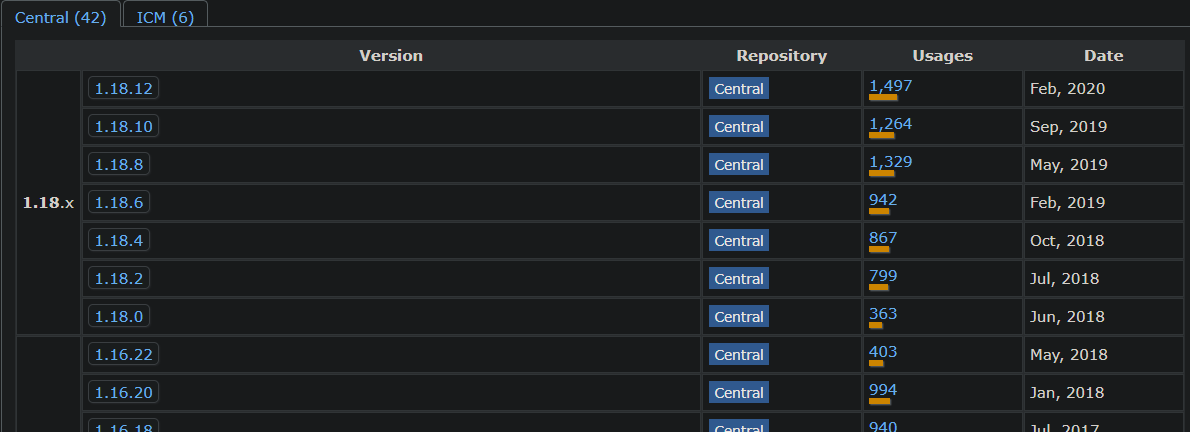 Central (42) ICM (6)
Version Repository Usages Date
1.18.12 Central 1,497 Feb, 2020
1.18.10 Central 1,264 Sep, 2019
1.18.8 Central 1,329 May, 2019
1.18.x 1.18.6 Central 942 Feb, 2019
1.18.4 Central 867 Oct, 2018
1.18.2 Central 799 Jul, 2018
1.18.0 Central 363 Jun, 2018
1.16.22 Central 403 May, 2018
1.16.20 Central 994 Jan, 2018
1.16.18 Central 940 Jul, 2017